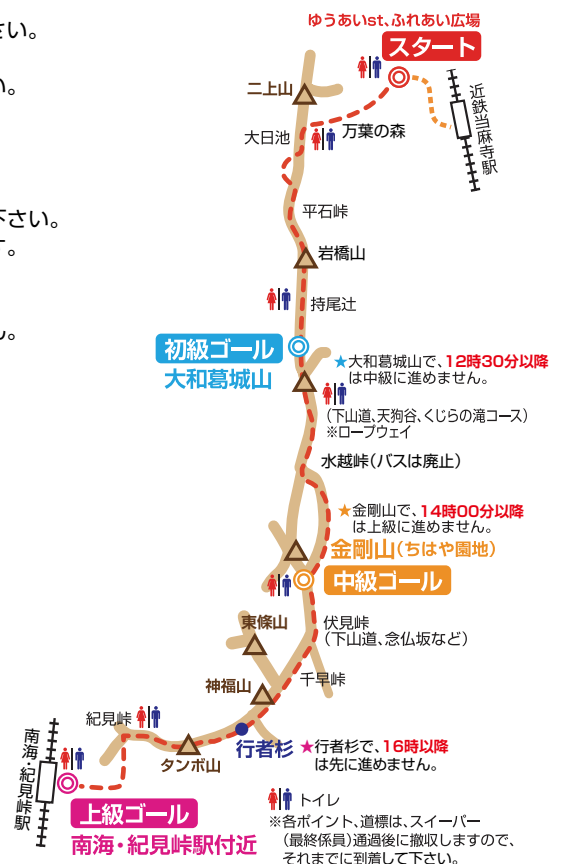 さい。
い。
下さい。
す。
ん。
ゆうあいst、ふれあい広場
スタート
近鉄当麻寺駅
二上山
大日池
万葉の森
平石峠
岩橋山
持尾辻
初級ゴール
大和葛城山
★大和葛城山で、12時30分以降
は中級に進めません。
（下山道、天狗谷、くじらの滝コース）
※ロープウェイ
水越峠（バスは廃止）
★金剛山で、14時00分以降
は上級に進めません。
金剛山（ちはや園地）
中級ゴール
東條山
伏見峠
（下山道、念仏坂など）
神福山
千早峠
紀見峠
行者杉
★行者杉で、16時以降
は先に進めません。
タンボ山
南海・紀見峠駅
上級ゴール
南海・紀見峠駅付近
トイレ
※各ポイント、道標は、スイーパー
（最終係員）通過後に撤収しますので、
それまでに到着して下さい。